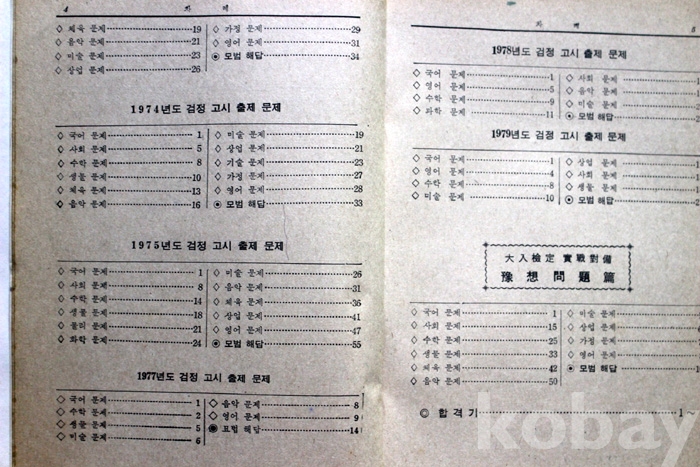 4 차 례
◇ 체육 문제 19
◇ 음악 문제 21
◇ 미술 문제 23
◇ 상업 문제 26
◇ 가정 문제 29
◇ 영어 문제 31
◉ 모범 해답 34
1974년도 검정 고시 출제 문제
◇ 국어 문제 1
◇ 사회 문제 5
◇ 수학 문제 8
◇ 생물 문제 10
◇ 체육 문제 13
◇ 음악 문제 16
◇ 미술 문제 19
◇ 상업 문제 21
◇ 기술 문제 23
◇ 가정 문제 27
◇ 영어 문제 28
◉ 모범 해답 33
1975년도 검정 고시 출제 문제
◇ 국어 문제 1
◇ 사회 문제 8
◇ 수학 문제 14
◇ 생물 문제 18
◇ 물리 문제 21
◇ 화학 문제 24
◇ 미술 문제 26
◇ 음악 문제 31
◇ 체육 문제 36
◇ 상업 문제 41
◇ 영어 문제 47
◉ 모범 해답 55
1977년도 검정 고시 출제 문제
◇ 국어 문제 1
◇ 수학 문제 2
◇ 생물 문제 5
◇ 미술 문제 6
◇ 음악 문제 8
◇ 영어 문제 9
◉ 표범 해답 14
차 례 5
1978년도 검정 고시 출제 문제
◇ 국어 문제 1
◇ 영어 문제 5
◇ 수학 문제 9
◇ 화학 문제 11
◇ 사회 문제
◇ 음악 문제
◇ 미술 문제
◉ 모범 해답
1979년도 검정 고시 출제 문제
◇ 국어 문제 1
◇ 영어 문제 4
◇ 수학 문제 8
◇ 미술 문제 10
◇ 상업 문제
◇ 사회 문제
◇ 생물 문제
◉ 모범 해답
大入檢定 實戰對備
豫想問題篇
◇ 국어 문제 1
◇ 사회 문제 15
◇ 수학 문제 25
◇ 생물 문제 33
◇ 체육 문제 42
◇ 음악 문제 50
◇ 미술 문제
◇ 상업 문제
◇ 가정 문제
◇ 영어 문제
◉ 모범 해답
◎ 합격기 1~
kobay